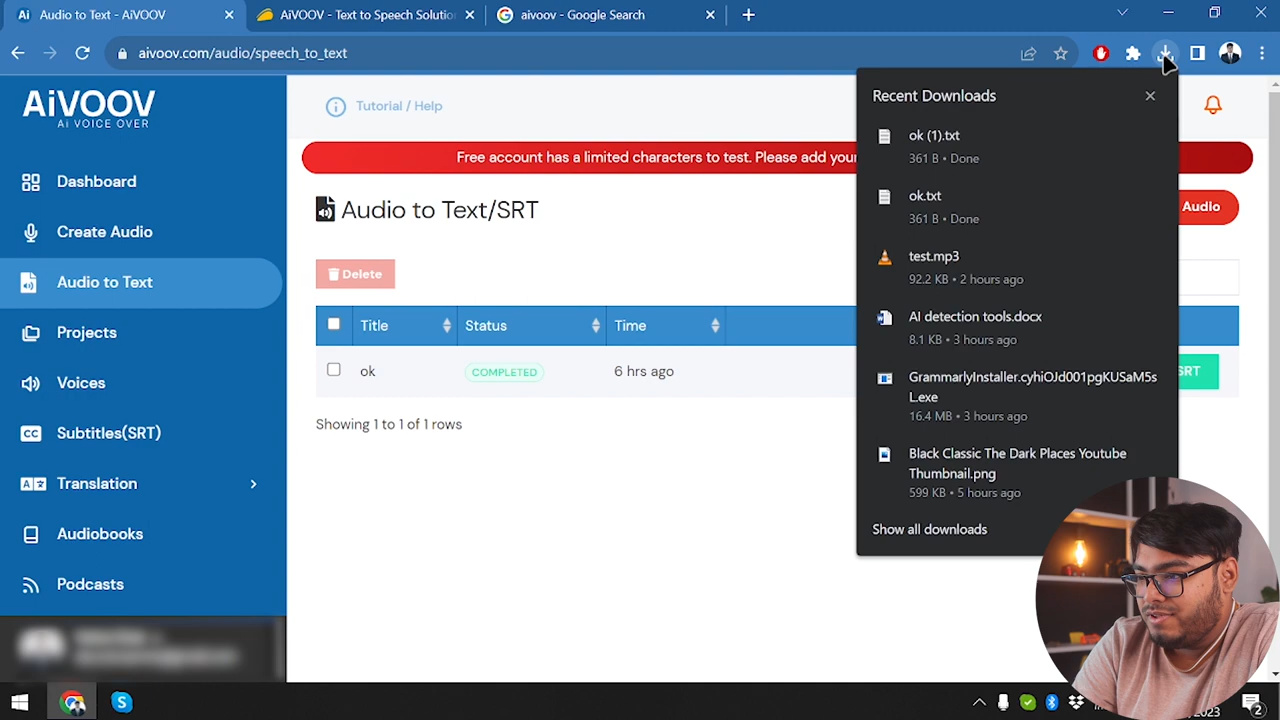 Audio to Text - AiVOOV
AiVOOV - Text to Speech Solutio
aivoov - Google Search
aivoov.com/audio/speech_to_text
AiVOOV
Ai VOICE OVER
Dashboard
Create Audio
Audio to Text
Projects
Voices
CC Subtitles(SRT)
Translation
Audiobooks
Podcasts
Tutorial / Help
Free account has a limited characters to test. Please add your
Audio to Text/SRT
Audio
Delete
Title Status Time
ok COMPLETED 6 hrs ago SRT
Showing 1 to 1 of 1 rows
Recent Downloads
ok (1).txt
361 B • Done
ok.txt
361 B • Done
test.mp3
92.2 KB • 2 hours ago
AI detection tools.docx
8.1 KB • 3 hours ago
GrammarlyInstaller.cyhiOJd001pgKUSaM5s
L.exe
16.4 MB • 3 hours ago
Black Classic The Dark Places Youtube
Thumbnail.png
599 KB • 5 hours ago
Show all downloads
2023
2